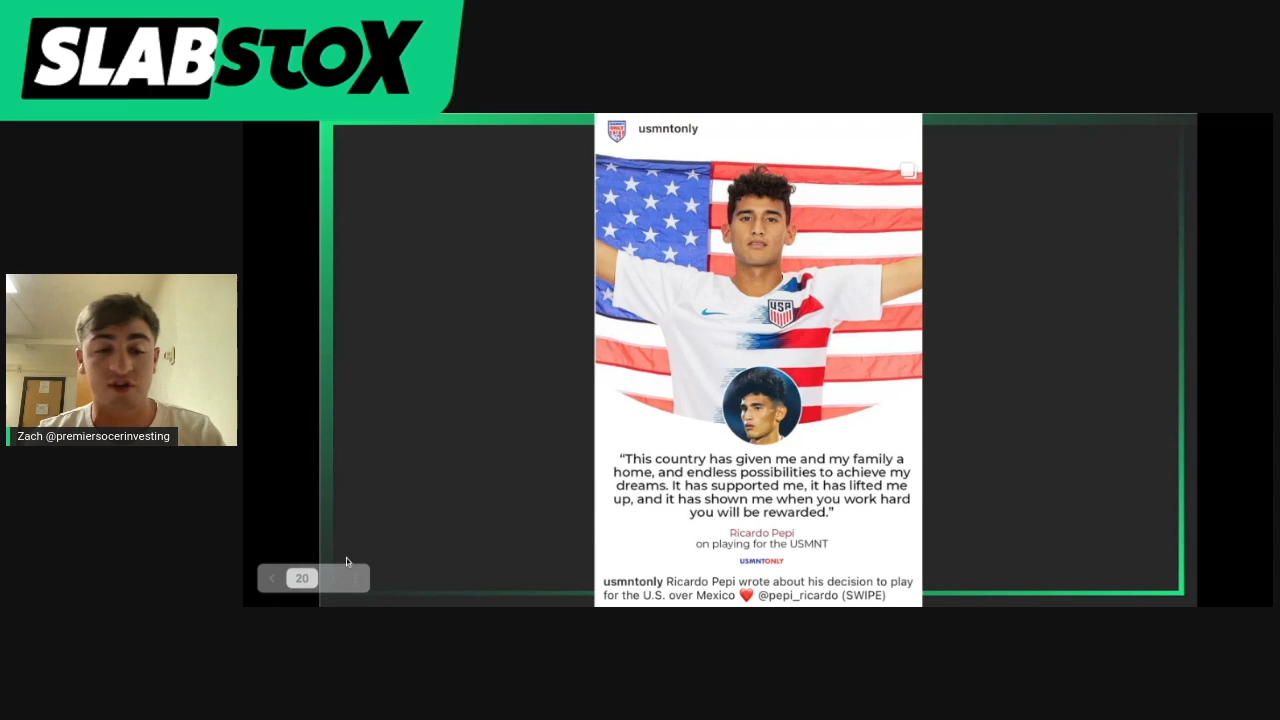 SLABSTOX
usmntonly
USA
“This country has given me and my family a
home, and endless possibilities to achieve my
dreams. It has supported me, it has lifted me
up, and it has shown me when you work hard
you will be rewarded.”
Ricardo Pepi
on playing for the USMNT
USMNTONLY
usmntonly Ricardo Pepi wrote about his decision to play
for the U.S. over Mexico ❤️ @pepi_ricardo (SWIPE)
Zach @premiersocerinvesting
20